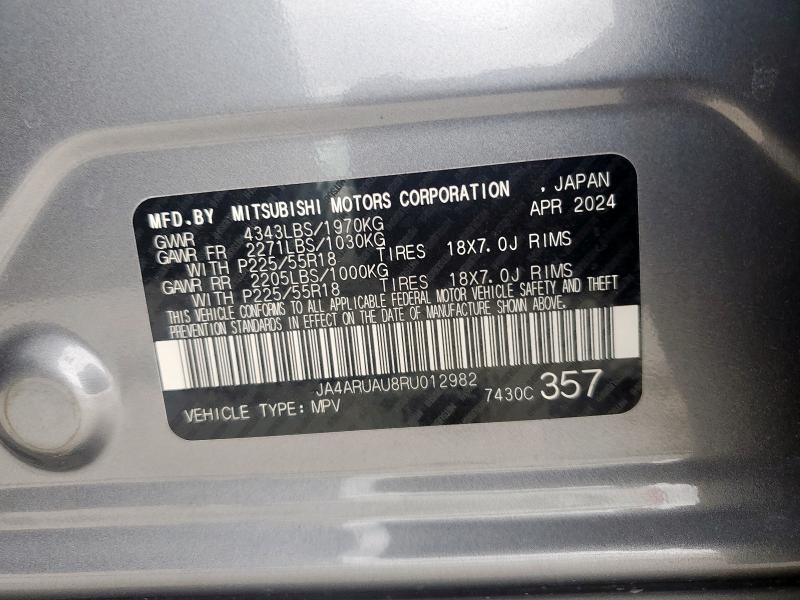 MFD.BY MITSUBISHI MOTORS CORPORATION . JAPAN
APR 2024
GVWR 4343LBS/1970KG
GAWR FR 2271LBS/1030KG
WITH P225/55R18 TIRES 18X7.0J RIMS
GAWR RR 2205LBS/1000KG
WITH P225/55R18 TIRES 18X7.0J RIMS
THIS VEHICLE CONFORMS TO ALL APPLICABLE FEDERAL MOTOR VEHICLE SAFETY AND THEFT
PREVENTION STANDARDS IN EFFECT ON THE DATE OF MANUFACTURE SHOWN ABOVE.
JA4ARUAU8RU012982
VEHICLE TYPE: MPV 7430C 357